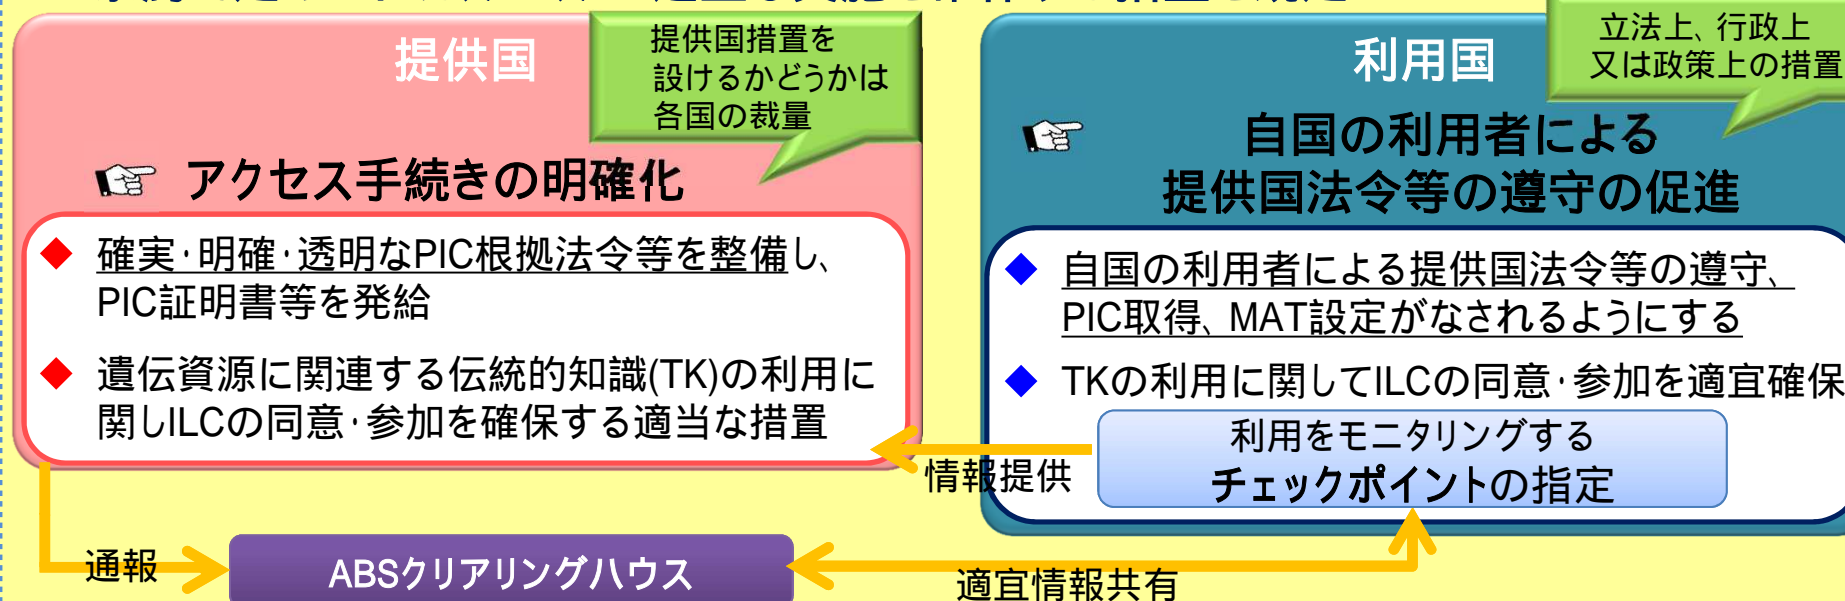 提供国
提供国措置を
設けるかどうかは
各国の裁量
アクセス手続きの明確化
◆ 確実・明確・透明なPIC根拠法令等を整備し、
PIC証明書等を発給
◆ 遺伝資源に関連する伝統的知識(TK)の利用に
関しILCの同意・参加を確保する適当な措置
利用国
立法上、行政上
又は政策上の措置
自国の利用者による
提供国法令等の遵守の促進
◆ 自国の利用者による提供国法令等の遵守、
PIC取得、MAT設定がなされるようにする
◆ TKの利用に関してILCの同意・参加を適宜確保
利用をモニタリングする
チェックポイントの指定
情報提供
通報
ABSクリアリングハウス
適宜情報共有